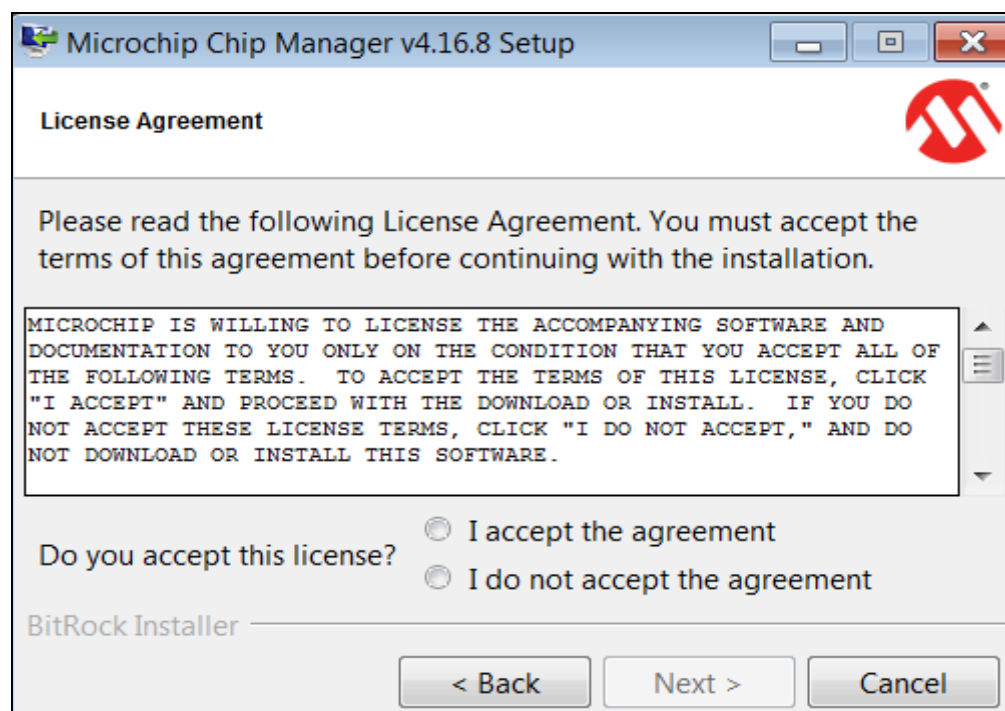 Microchip Chip Manager v4.16.8 Setup
License Agreement
Please read the following License Agreement. You must accept the
terms of this agreement before continuing with the installation.
MICROCHIP IS WILLING TO LICENSE THE ACCOMPANYING SOFTWARE AND
DOCUMENTATION TO YOU ONLY ON THE CONDITION THAT YOU ACCEPT ALL OF
THE FOLLOWING TERMS.  TO ACCEPT THE TERMS OF THIS LICENSE, CLICK
"I ACCEPT" AND PROCEED WITH THE DOWNLOAD OR INSTALL.  IF YOU DO
NOT ACCEPT THESE LICENSE TERMS, CLICK "I DO NOT ACCEPT," AND DO
NOT DOWNLOAD OR INSTALL THIS SOFTWARE.
Do you accept this license?
I accept the agreement
I do not accept the agreement
BitRock Installer
< Back Next > Cancel